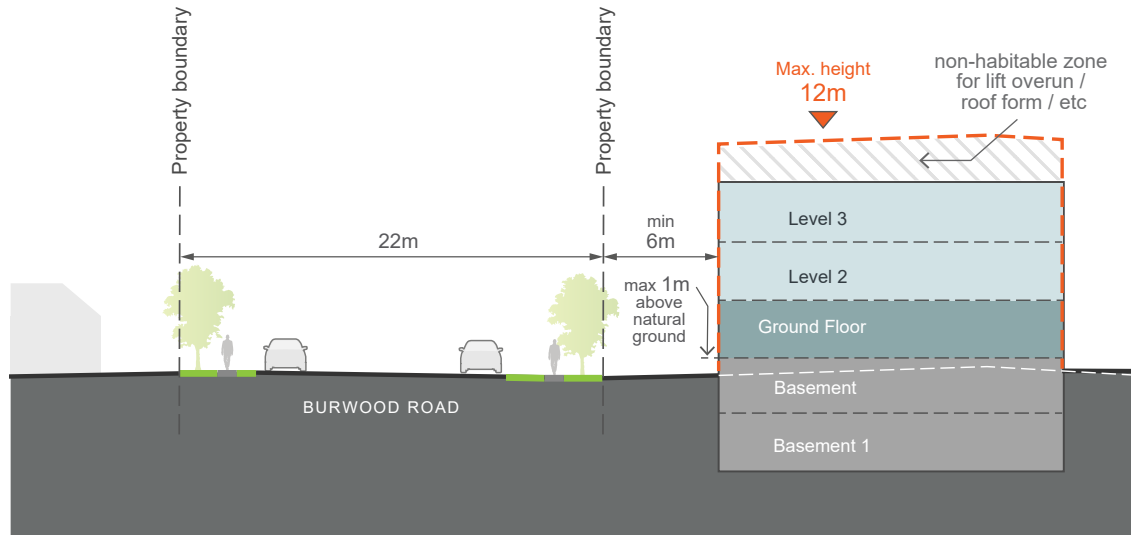 Property boundary
Property boundary
Max. height
12m
non-habitable zone
for lift overun /
roof form / etc
22m
min
6m
max 1m
above
natural
ground
Level 3
Level 2
Ground Floor
Basement
Basement 1
BURWOOD ROAD